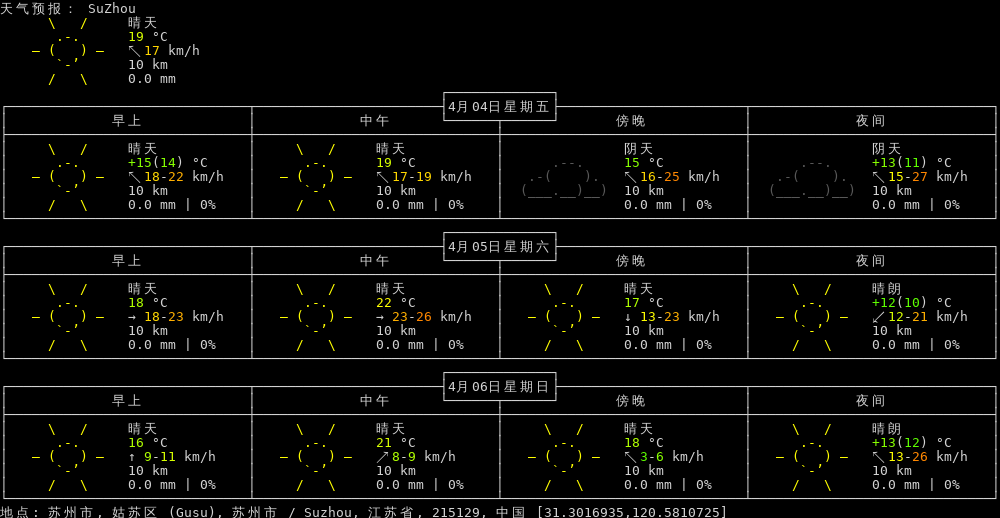 天气预报: SuZhou
晴天
19 °C
↖ 17 km/h
10 km
0.0 mm
4月04日星期五
早上 中午 傍晚 夜间
晴天 晴天 阴天 阴天
+15(14) °C 19 °C 15 °C +13(11) °C
↖ 18-22 km/h ↖ 17-19 km/h ↖ 16-25 km/h ↖ 15-27 km/h
10 km 10 km 10 km 10 km
0.0 mm | 0% 0.0 mm | 0% 0.0 mm | 0% 0.0 mm | 0%
4月05日星期六
早上 中午 傍晚 夜间
晴天 晴天 晴天 晴朗
18 °C 22 °C 17 °C +12(10) °C
→ 18-23 km/h → 23-26 km/h ↓ 13-23 km/h ↙ 12-21 km/h
10 km 10 km 10 km 10 km
0.0 mm | 0% 0.0 mm | 0% 0.0 mm | 0% 0.0 mm | 0%
4月06日星期日
早上 中午 傍晚 夜间
晴天 晴天 晴天 晴朗
16 °C 21 °C 18 °C +13(12) °C
↑ 9-11 km/h ↗ 8-9 km/h ↖ 3-6 km/h ↖ 13-26 km/h
10 km 10 km 10 km 10 km
0.0 mm | 0% 0.0 mm | 0% 0.0 mm | 0% 0.0 mm | 0%
地点: 苏州市, 姑苏区 (Gusu), 苏州市 / Suzhou, 江苏省, 215129, 中国 [31.3016935,120.5810725]